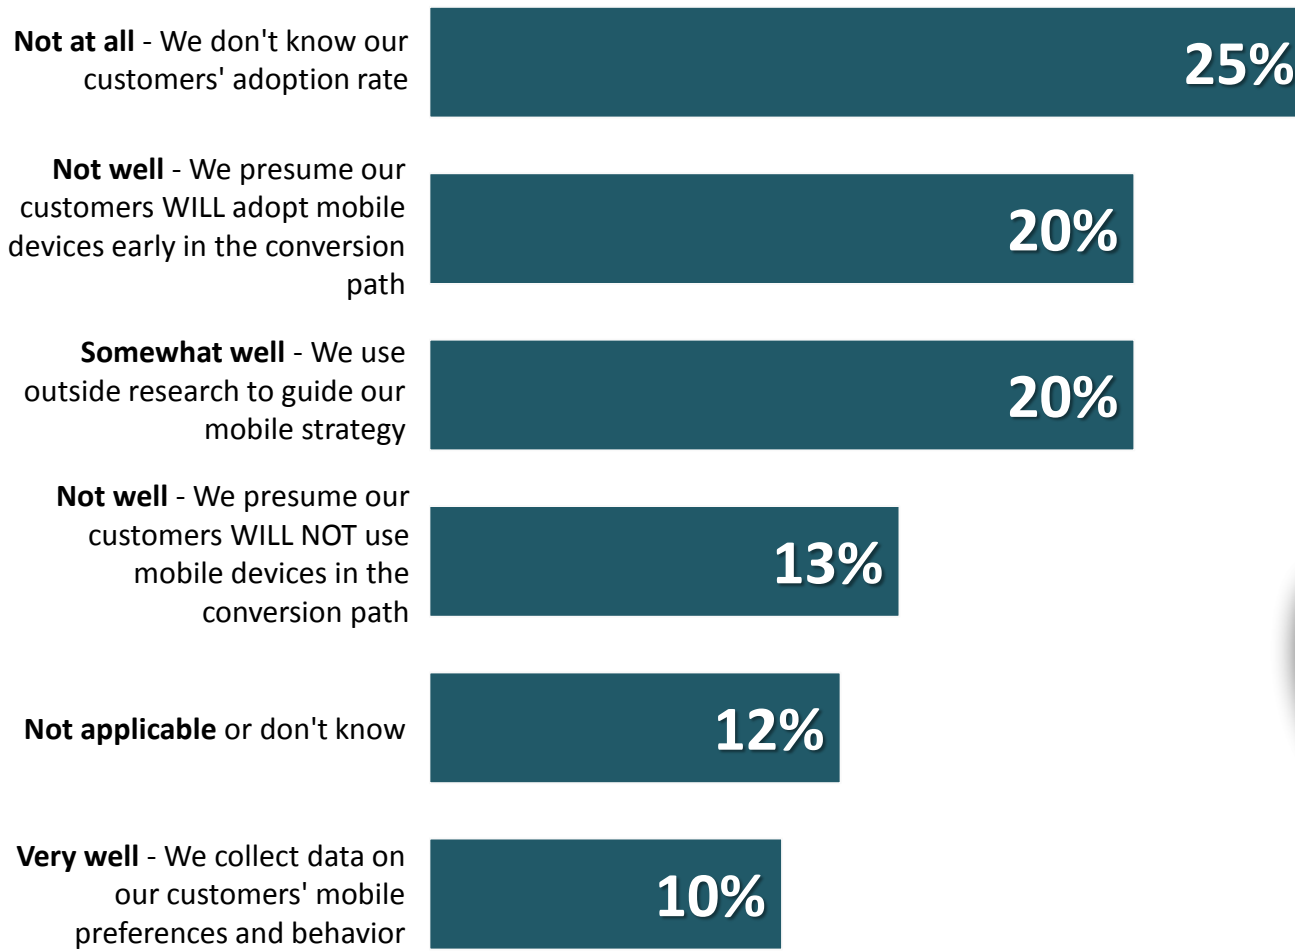 Not at all - We don't know our
customers' adoption rate
25%
Not well - We presume our
customers WILL adopt mobile
devices early in the conversion
path
20%
Somewhat well - We use
outside research to guide our
mobile strategy
20%
Not well - We presume our
customers WILL NOT use
mobile devices in the
conversion path
13%
Not applicable or don't know
12%
Very well - We collect data on
our customers' mobile
preferences and behavior
10%